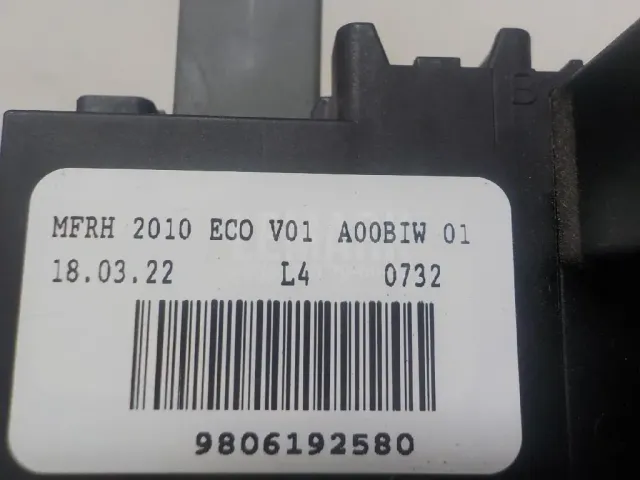 B
MFRH 2010 ECO V01 A00BIW 01
18.03.22 L4 0732
9806192580